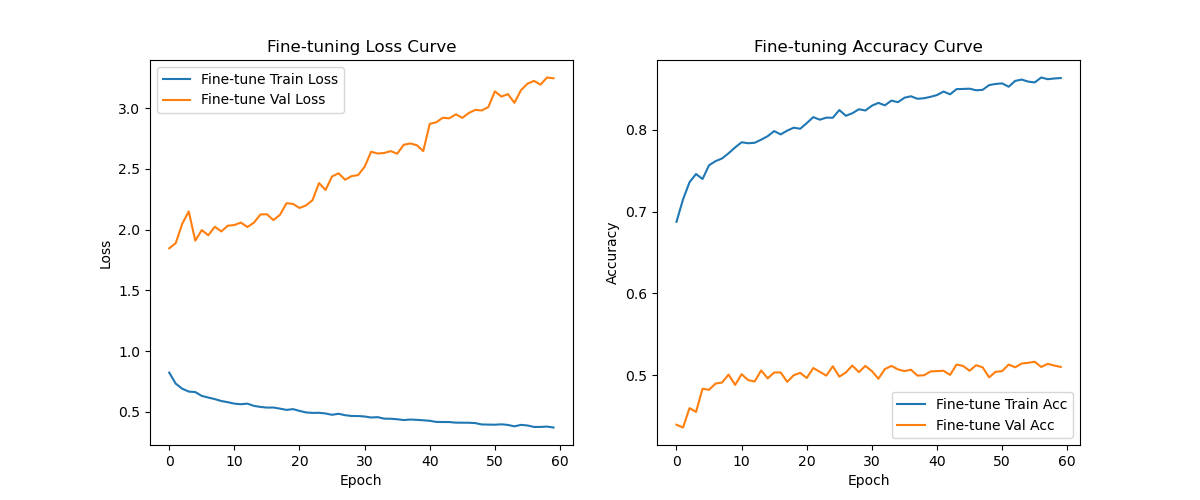 Fine-tuning Loss Curve
Fine-tune Train Loss
Fine-tune Val Loss
3.0
2.5
2.0
1.5
1.0
0.5
Loss
0 10 20 30 40 50 60
Epoch
Fine-tuning Accuracy Curve
0.8
0.7
0.6
0.5
Accuracy
Fine-tune Train Acc
Fine-tune Val Acc
0 10 20 30 40 50 60
Epoch